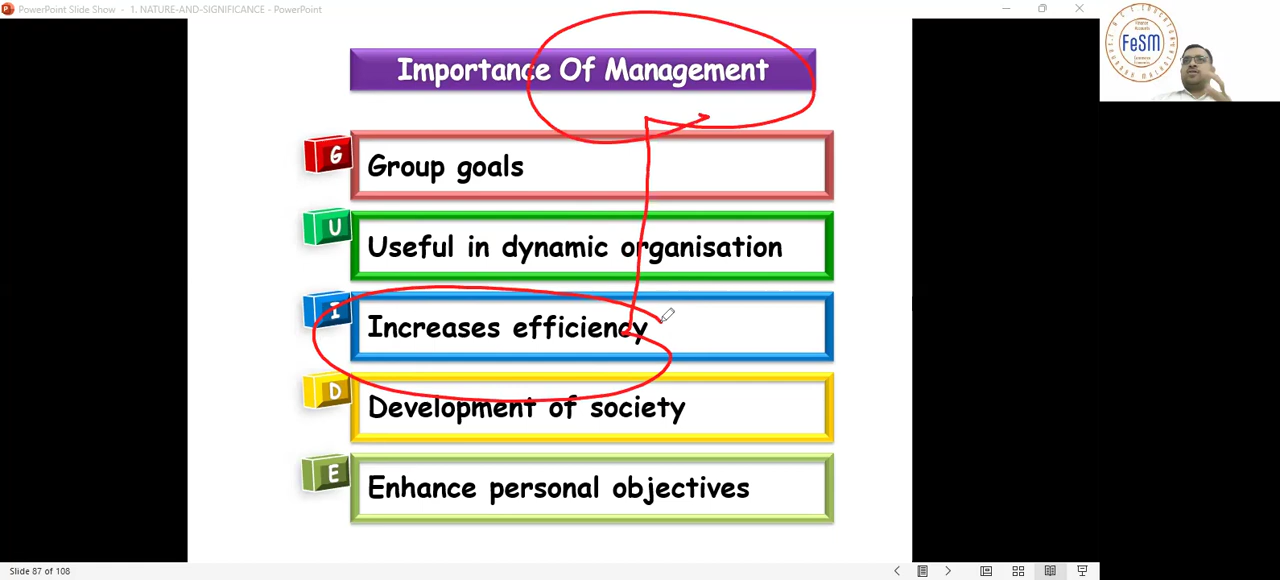 PowerPoint Slide Show - 1. NATURE-AND-SIGNIFICANCE - PowerPoint
Importance Of Management
G Group goals
U Useful in dynamic organisation
I Increases efficiency
D Development of society
E Enhance personal objectives
FeSM
Slide 87 of 108